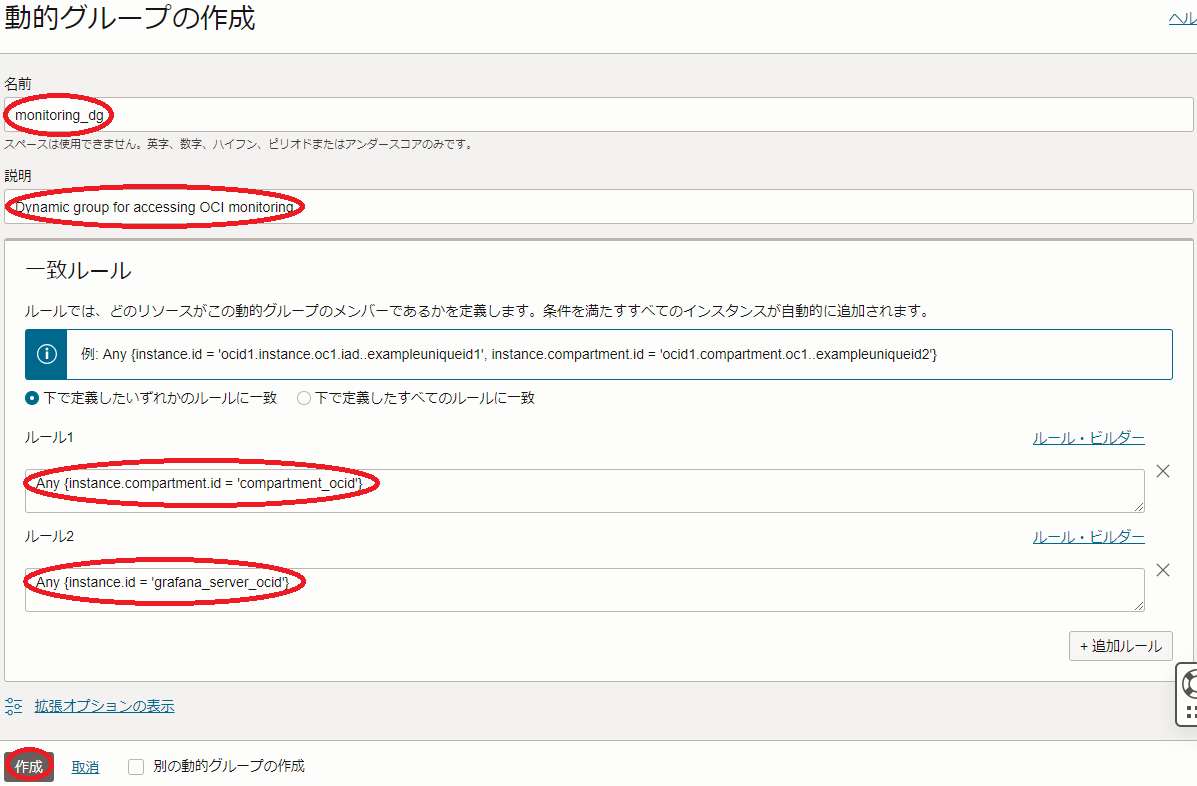 動的グループの作成
ヘル
名前
monitoring_dg
スペースは使用できません。英字、数字、ハイフン、ピリオドまたはアンダースコアのみです。
説明
Dynamic group for accessing OCI monitoring
一致ルール
ルールでは、どのリソースがこの動的グループのメンバーであるかを定義します。条件を満たすすべてのインスタンスが自動的に追加されます。
例: Any {instance.id = 'ocid1.instance.oc1.iad..exampleuniqueid1', instance.compartment.id = 'ocid1.compartment.oc1..exampleuniqueid2'}
下で定義したいずれかのルールに一致 下で定義したすべてのルールに一致
ルール1 ルール・ビルダー
Any {instance.compartment.id = 'compartment_ocid'}
ルール2 ルール・ビルダー
Any {instance.id = 'grafana_server_ocid'}
+ 追加ルール
拡張オプションの表示
作成 取消 別の動的グループの作成